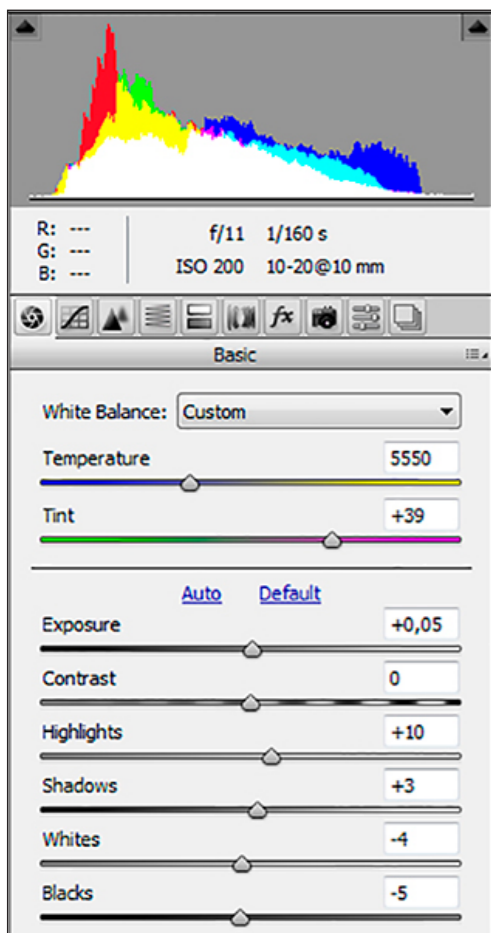 R: ---
G: ---
B: ---
f/11 1/160 s
ISO 200 10-20@10 mm
fx
Basic
White Balance: Custom
Temperature 5550
Tint +39
Auto Default
Exposure +0,05
Contrast 0
Highlights +10
Shadows +3
Whites -4
Blacks -5